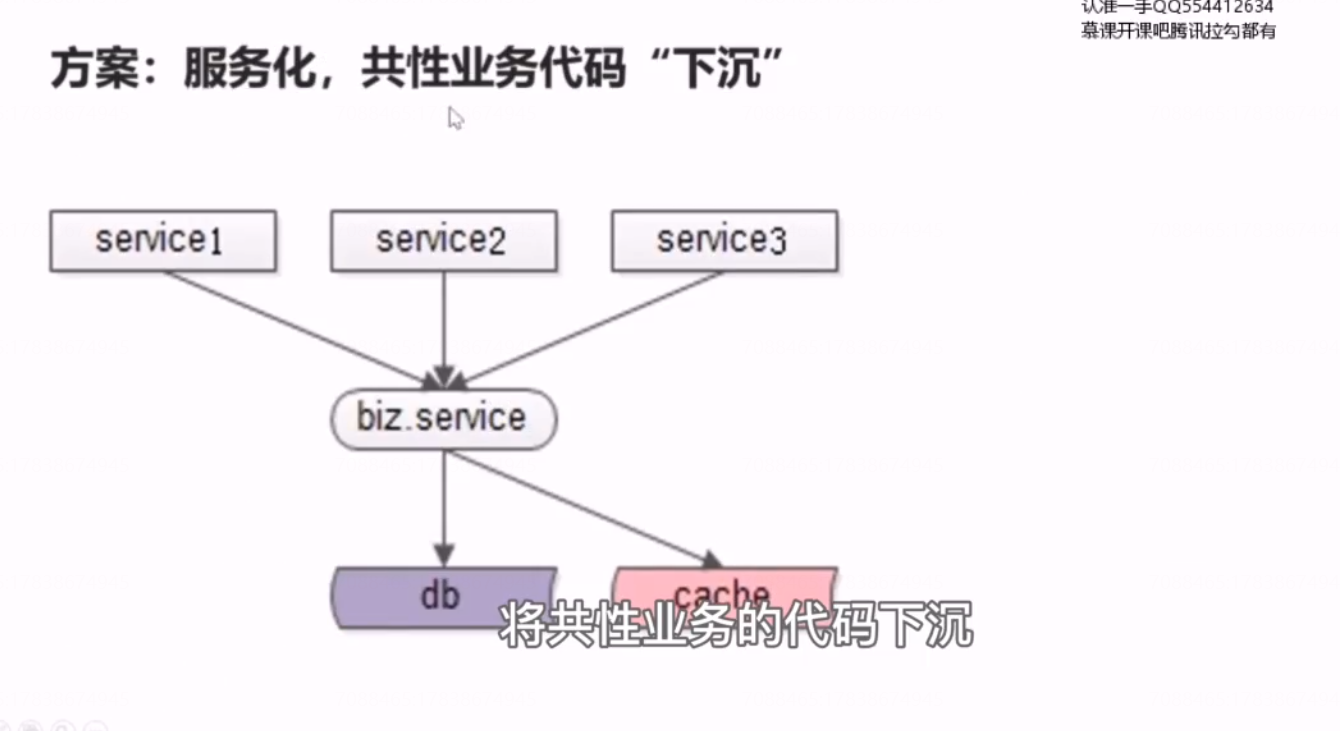 认准一手QQ554412634
慕课开课吧腾讯拉勾都有
方案：服务化，共性业务代码“下沉”
service1
service2
service3
biz.service
db
cache
将共性业务的代码下沉